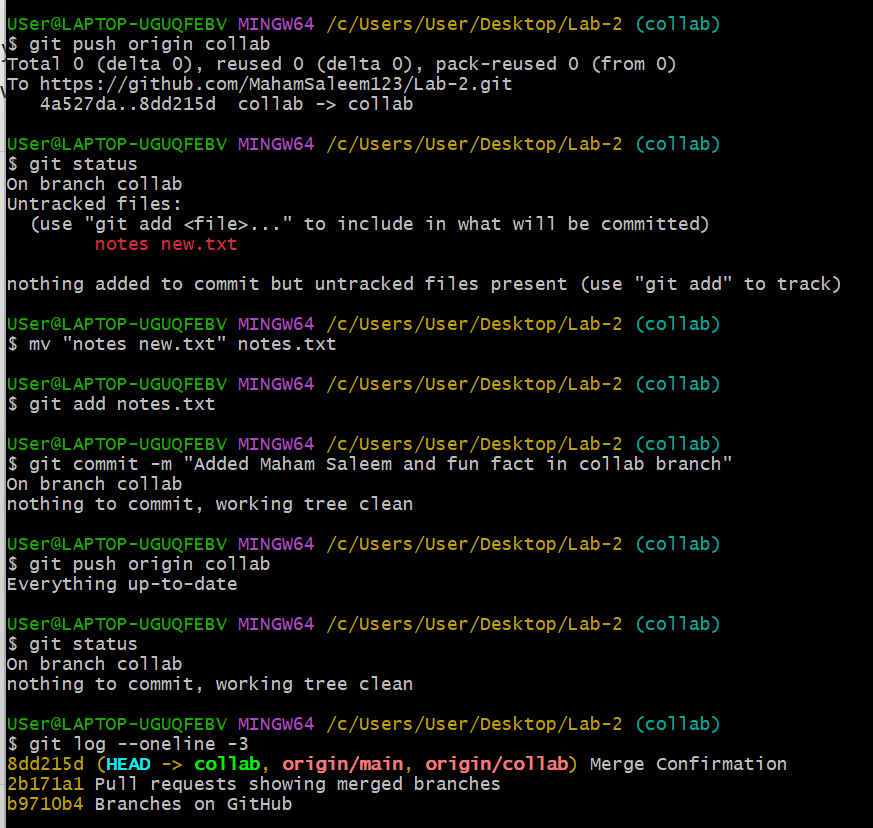 USer@LAPTOP-UGUQFEBV MINGW64 /c/Users/User/Desktop/Lab-2 (collab)
$ git push origin collab
Total 0 (delta 0), reused 0 (delta 0), pack-reused 0 (from 0)
To https://github.com/MahamSaleem123/Lab-2.git
   4a527da..8dd215d  collab -> collab

USer@LAPTOP-UGUQFEBV MINGW64 /c/Users/User/Desktop/Lab-2 (collab)
$ git status
On branch collab
Untracked files:
  (use "git add <file>..." to include in what will be committed)
        notes new.txt

nothing added to commit but untracked files present (use "git add" to track)

USer@LAPTOP-UGUQFEBV MINGW64 /c/Users/User/Desktop/Lab-2 (collab)
$ mv "notes new.txt" notes.txt

USer@LAPTOP-UGUQFEBV MINGW64 /c/Users/User/Desktop/Lab-2 (collab)
$ git add notes.txt

USer@LAPTOP-UGUQFEBV MINGW64 /c/Users/User/Desktop/Lab-2 (collab)
$ git commit -m "Added Maham Saleem and fun fact in collab branch"
On branch collab
nothing to commit, working tree clean

USer@LAPTOP-UGUQFEBV MINGW64 /c/Users/User/Desktop/Lab-2 (collab)
$ git push origin collab
Everything up-to-date

USer@LAPTOP-UGUQFEBV MINGW64 /c/Users/User/Desktop/Lab-2 (collab)
$ git status
On branch collab
nothing to commit, working tree clean

USer@LAPTOP-UGUQFEBV MINGW64 /c/Users/User/Desktop/Lab-2 (collab)
$ git log --oneline -3
8dd215d (HEAD -> collab, origin/main, origin/collab) Merge Confirmation
2b171a1 Pull requests showing merged branches
b9710b4 Branches on GitHub